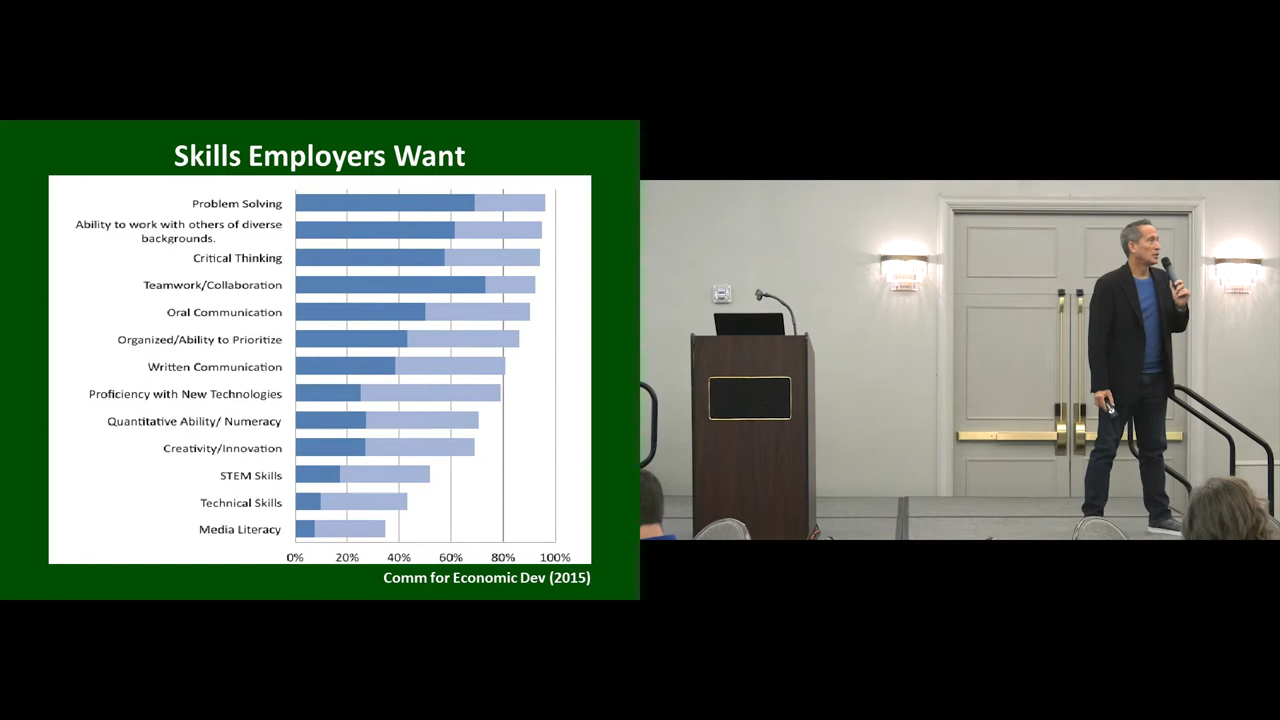 Skills Employers Want
Problem Solving
Ability to work with others of diverse
backgrounds.
Critical Thinking
Teamwork/Collaboration
Oral Communication
Organized/Ability to Prioritize
Written Communication
Proficiency with New Technologies
Quantitative Ability/ Numeracy
Creativity/Innovation
STEM Skills
Technical Skills
Media Literacy
0% 20% 40% 60% 80% 100%
Comm for Economic Dev (2015)